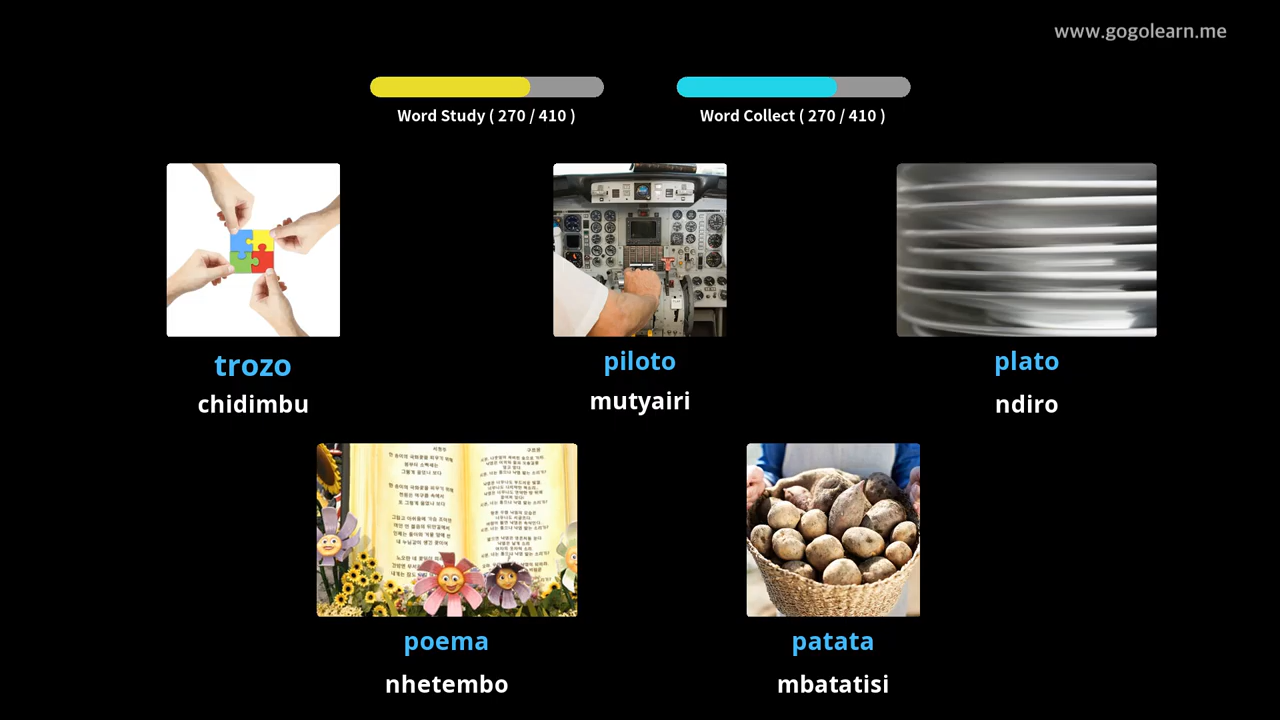 www.gogolearn.me
Word Study ( 270 / 410 )
Word Collect ( 270 / 410 )
trozo
chidimbu
piloto
mutyairi
plato
ndiro
poema
nhetembo
patata
mbatatisi